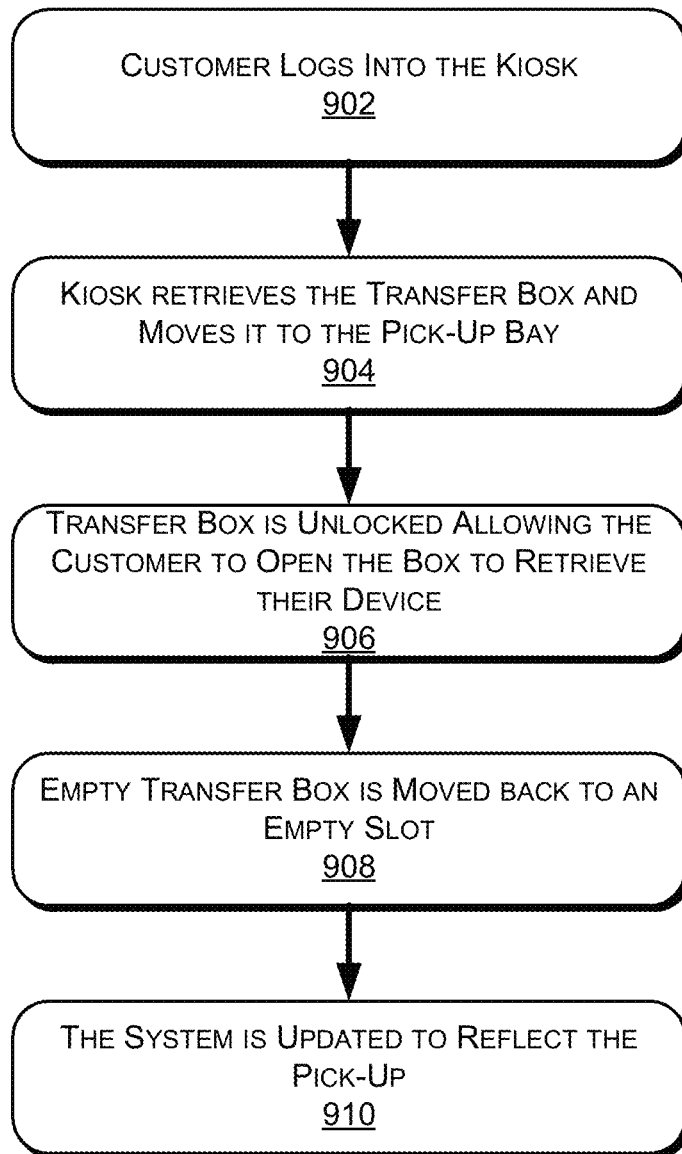 CUSTOMER LOGS INTO THE KIOSK
902
KIOSK RETRIEVES THE TRANSFER BOX AND
MOVES IT TO THE PICK-UP BAY
904
TRANSFER BOX IS UNLOCKED ALLOWING THE
CUSTOMER TO OPEN THE BOX TO RETRIEVE
THEIR DEVICE
906
EMPTY TRANSFER BOX IS MOVED BACK TO AN
EMPTY SLOT
908
THE SYSTEM IS UPDATED TO REFLECT THE
PICK-UP
910